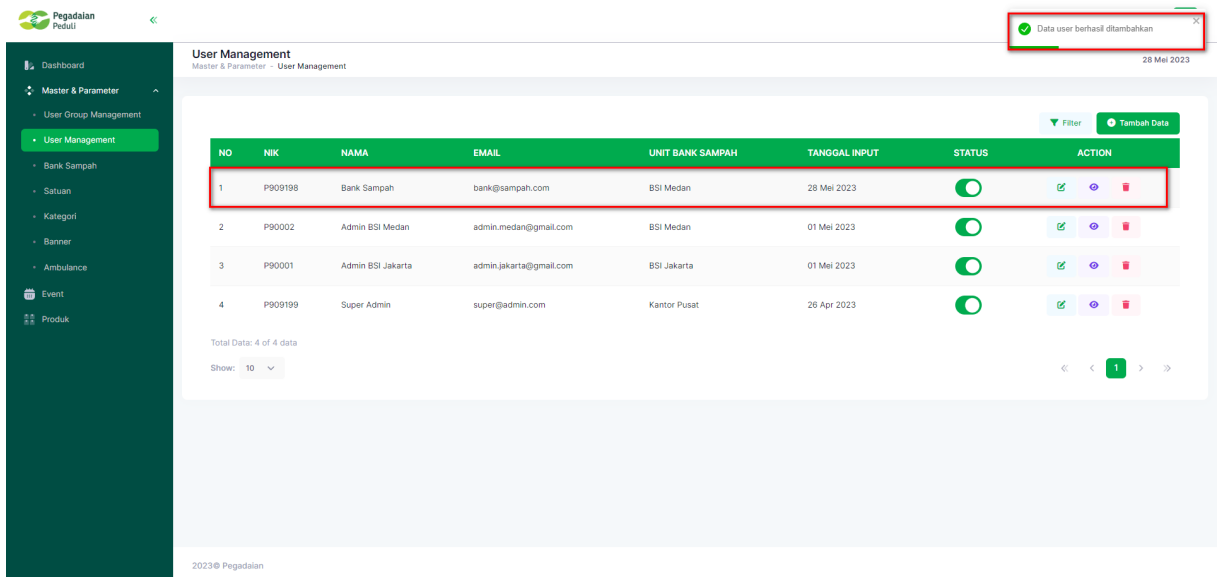 Pegadaian
Peduli
Data user berhasil ditambahkan
User Management
Master & Parameter - User Management
28 Mei 2023
Dashboard
Master & Parameter
User Group Management
User Management
Bank Sampah
Satuan
Kategori
Banner
Ambulance
Event
Produk
Filter
Tambah Data
NO NIK NAMA EMAIL UNIT BANK SAMPAH TANGGAL INPUT STATUS ACTION
1 P909198 Bank Sampah bank@sampah.com BSI Medan 28 Mei 2023
2 P90002 Admin BSI Medan admin.medan@gmail.com BSI Medan 01 Mei 2023
3 P90001 Admin BSI Jakarta admin.jakarta@gmail.com BSI Jakarta 01 Mei 2023
4 P909199 Super Admin super@admin.com Kantor Pusat 26 Apr 2023
Total Data: 4 of 4 data
Show: 10
1
2023© Pegadaian